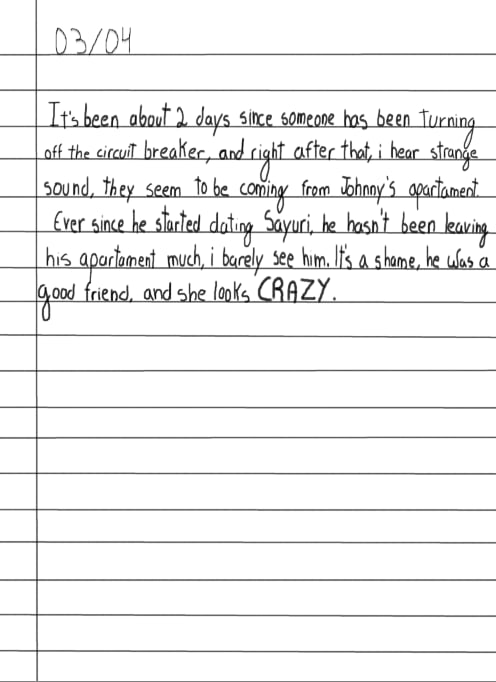 03/04
It's been about 2 days since someone has been turning
off the circuit breaker, and right after that, i hear strange
sound, they seem to be coming from Johnny's apartament.
Ever since he started dating Sayuri, he hasn't been leaving
his apartament much, i barely see him. It's a shame, he was a
good friend, and she looks CRAZY.